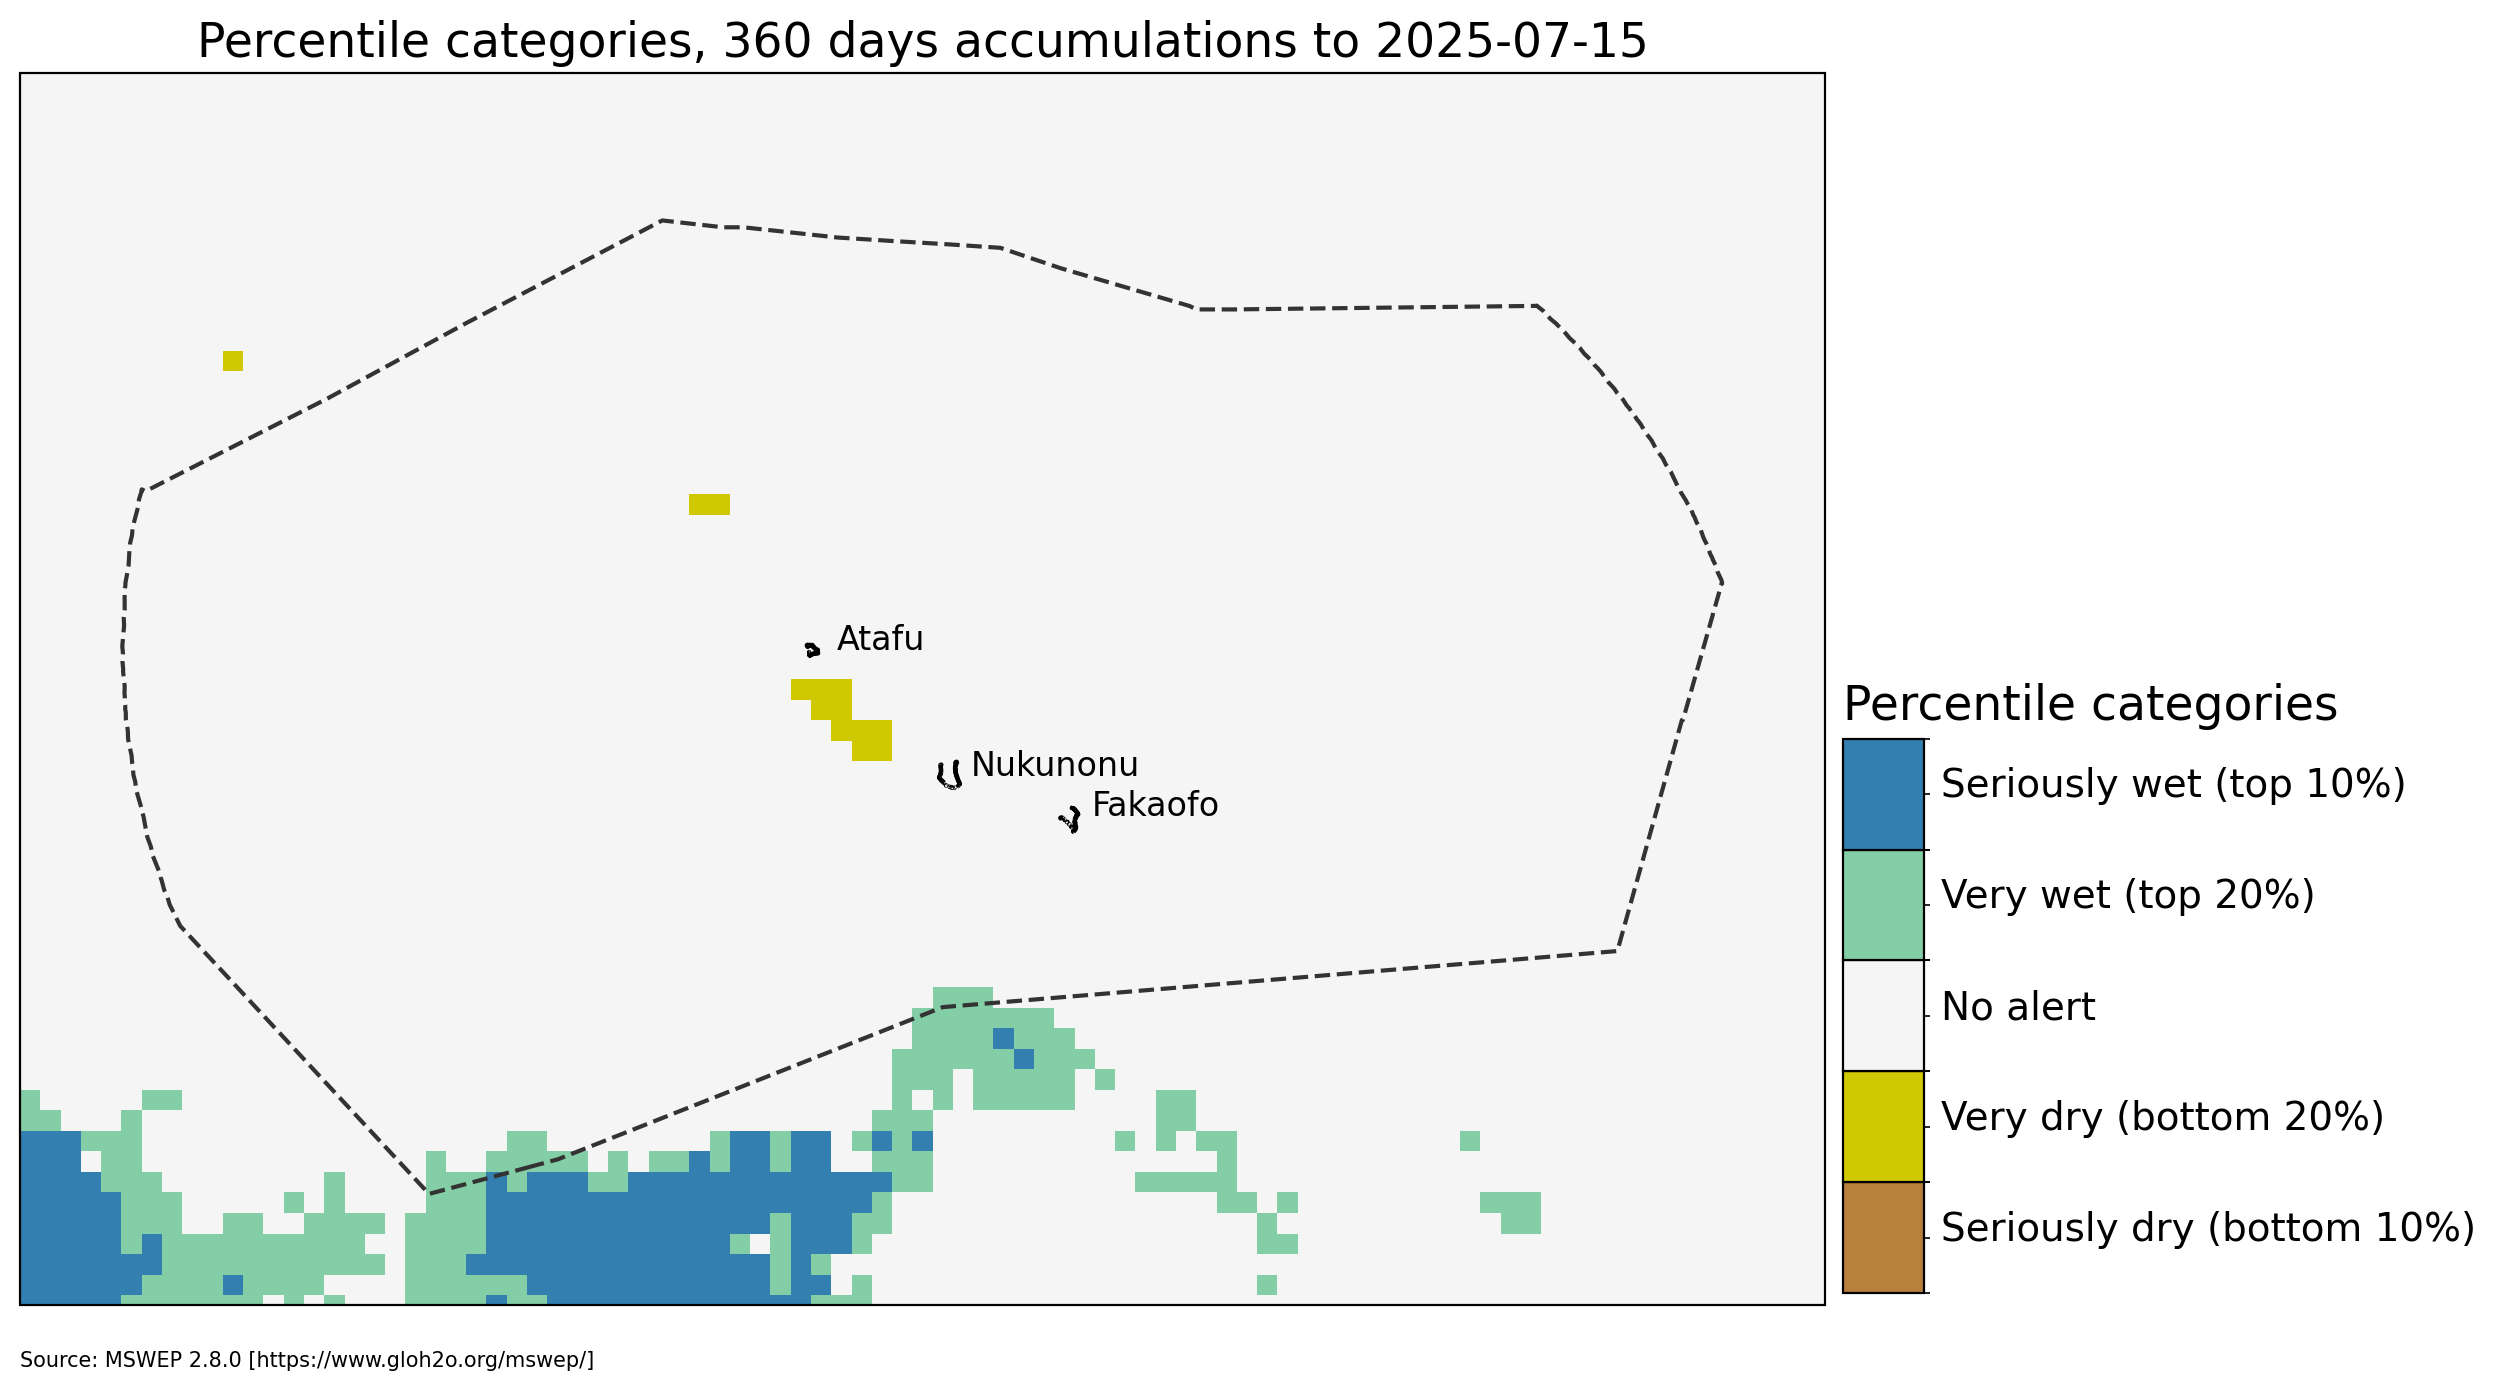 Percentile categories, 360 days accumulations to 2025-07-15
Atafu
Nukunonu
Fakaofo
Percentile categories
Seriously wet (top 10%)
Very wet (top 20%)
No alert
Very dry (bottom 20%)
Seriously dry (bottom 10%)
Source: MSWEP 2.8.0 [https://www.gloh2o.org/mswep/]